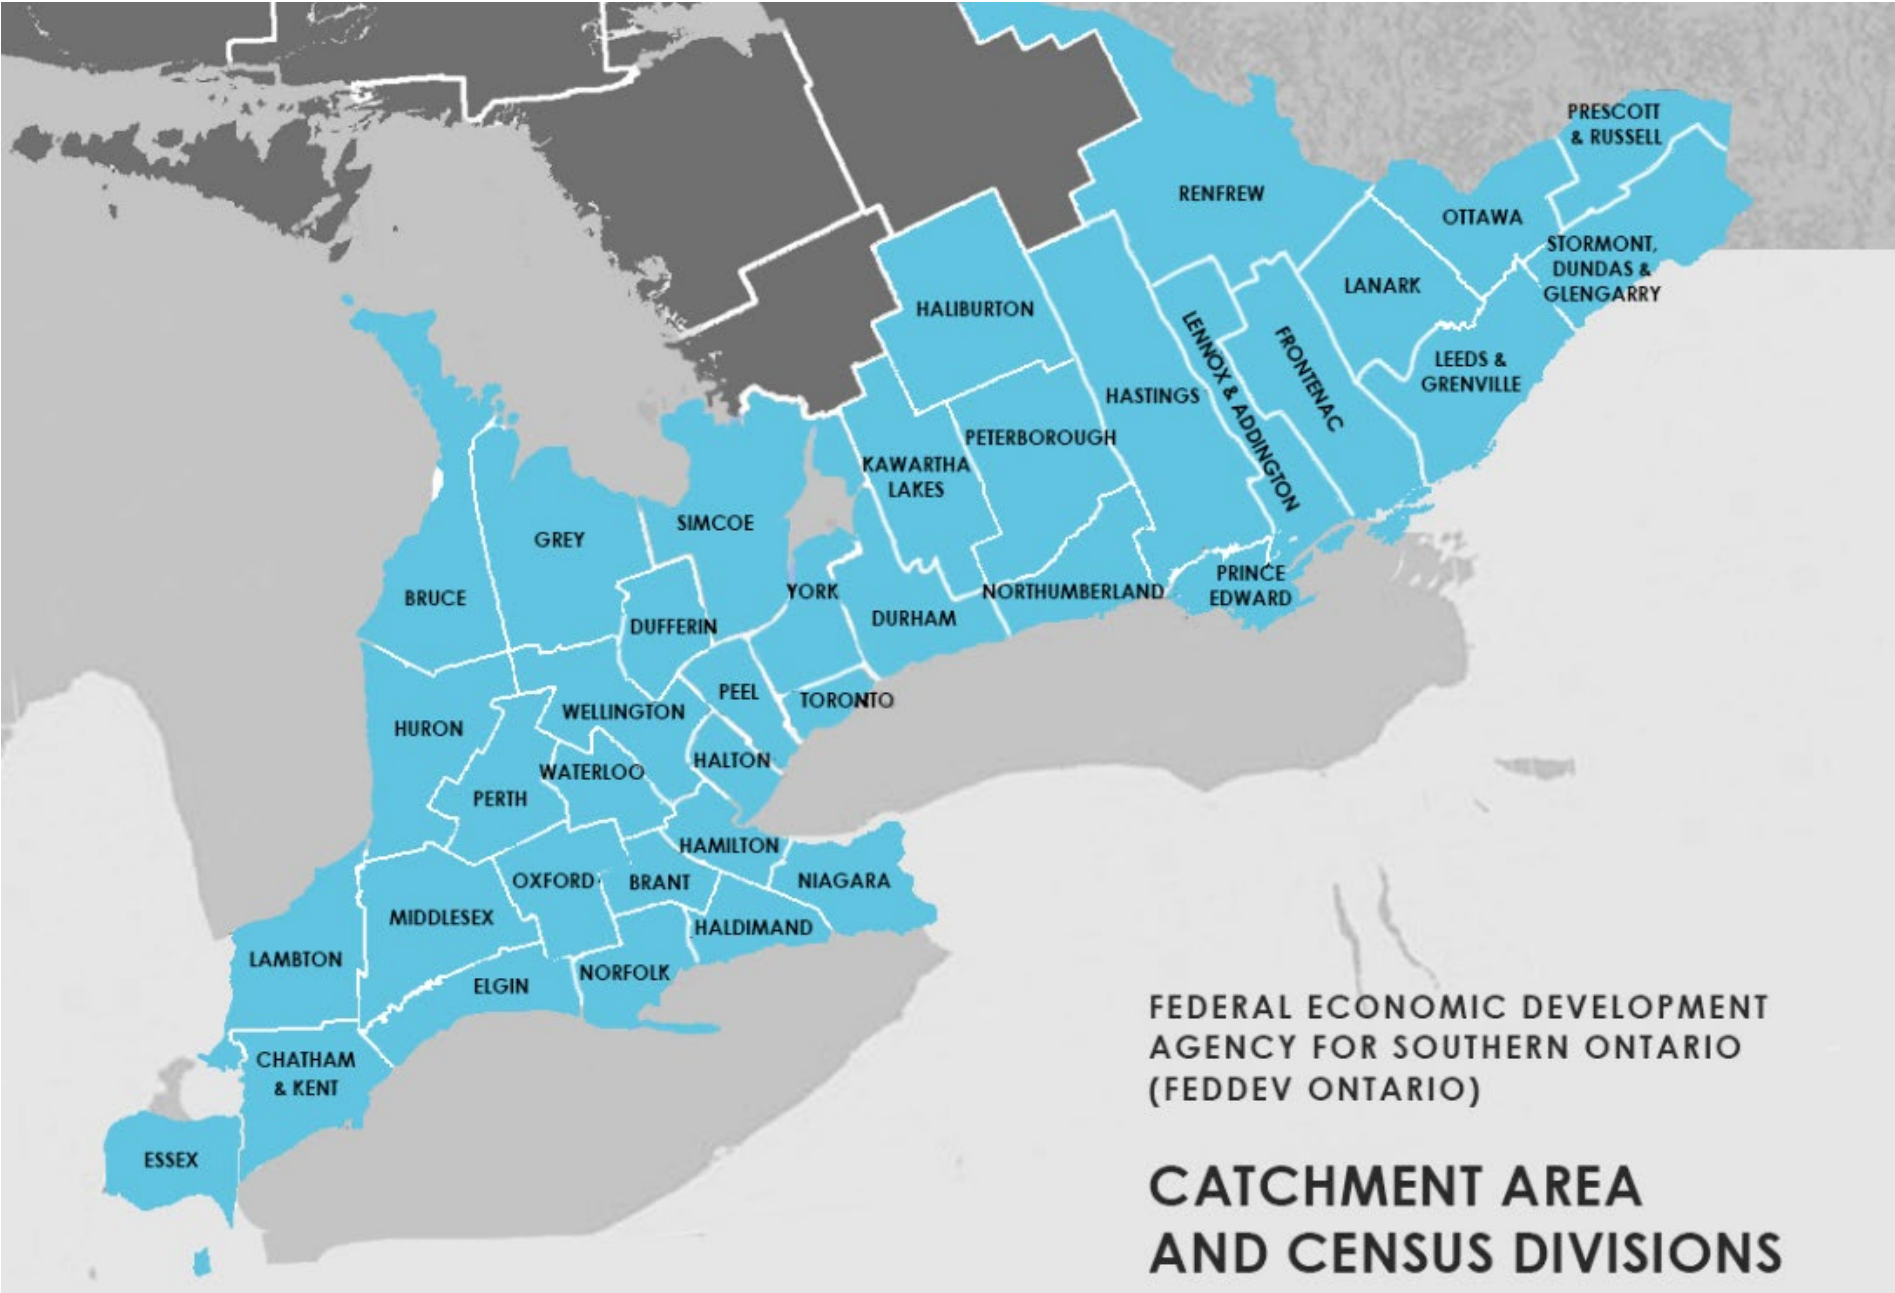 PRESCOTT
& RUSSELL
RENFREW
OTTAWA
STORMONT,
DUNDAS &
GLENGARRY
LANARK
HALIBURTON
LENNOX & ADDINGTON
FRONTENAC
LEEDS &
GRENVILLE
HASTINGS
PETERBOROUGH
KAWARTHA
LAKES
SIMCOE
GREY
PRINCE
EDWARD
NORTHUMBERLAND
YORK
BRUCE
DURHAM
DUFFERIN
PEEL
TORONTO
WELLINGTON
HURON
HALTON
WATERLOO
PERTH
HAMILTON
OXFORD
BRANT
NIAGARA
MIDDLESEX
HALDIMAND
LAMBTON
NORFOLK
ELGIN
CHATHAM
& KENT
ESSEX
FEDERAL ECONOMIC DEVELOPMENT
AGENCY FOR SOUTHERN ONTARIO
(FEDDEV ONTARIO)
CATCHMENT AREA
AND CENSUS DIVISIONS